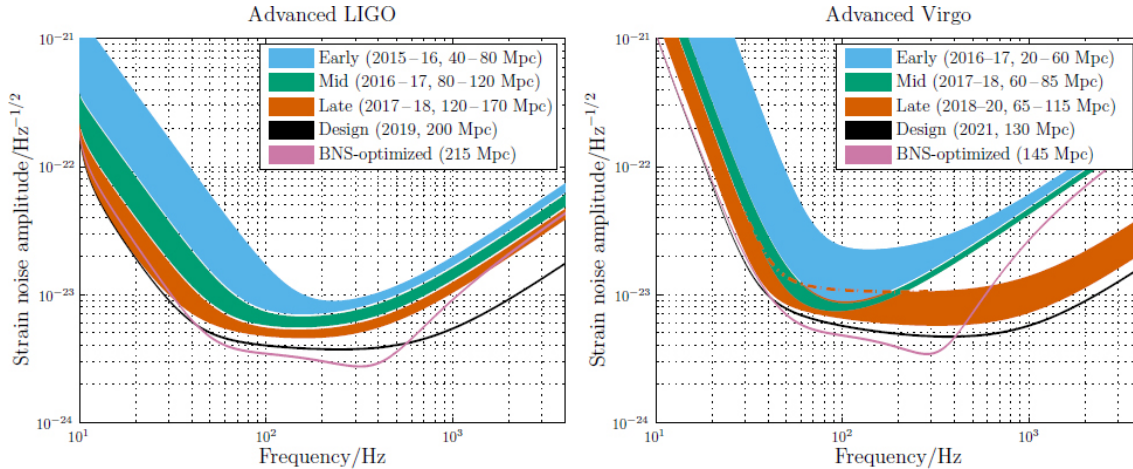 Advanced LIGO
Strain noise amplitude/Hz^{-1/2}
10^{-21}
10^{-22}
10^{-23}
10^{-24}
Early (2015–16, 40–80 Mpc)
Mid (2016–17, 80–120 Mpc)
Late (2017–18, 120–170 Mpc)
Design (2019, 200 Mpc)
BNS-optimized (215 Mpc)
10^1 10^2 10^3
Frequency/Hz
Advanced Virgo
Strain noise amplitude/Hz^{-1/2}
10^{-21}
10^{-22}
10^{-23}
10^{-24}
Early (2016–17, 20–60 Mpc)
Mid (2017–18, 60–85 Mpc)
Late (2018–20, 65–115 Mpc)
Design (2021, 130 Mpc)
BNS-optimized (145 Mpc)
10^1 10^2 10^3
Frequency/Hz